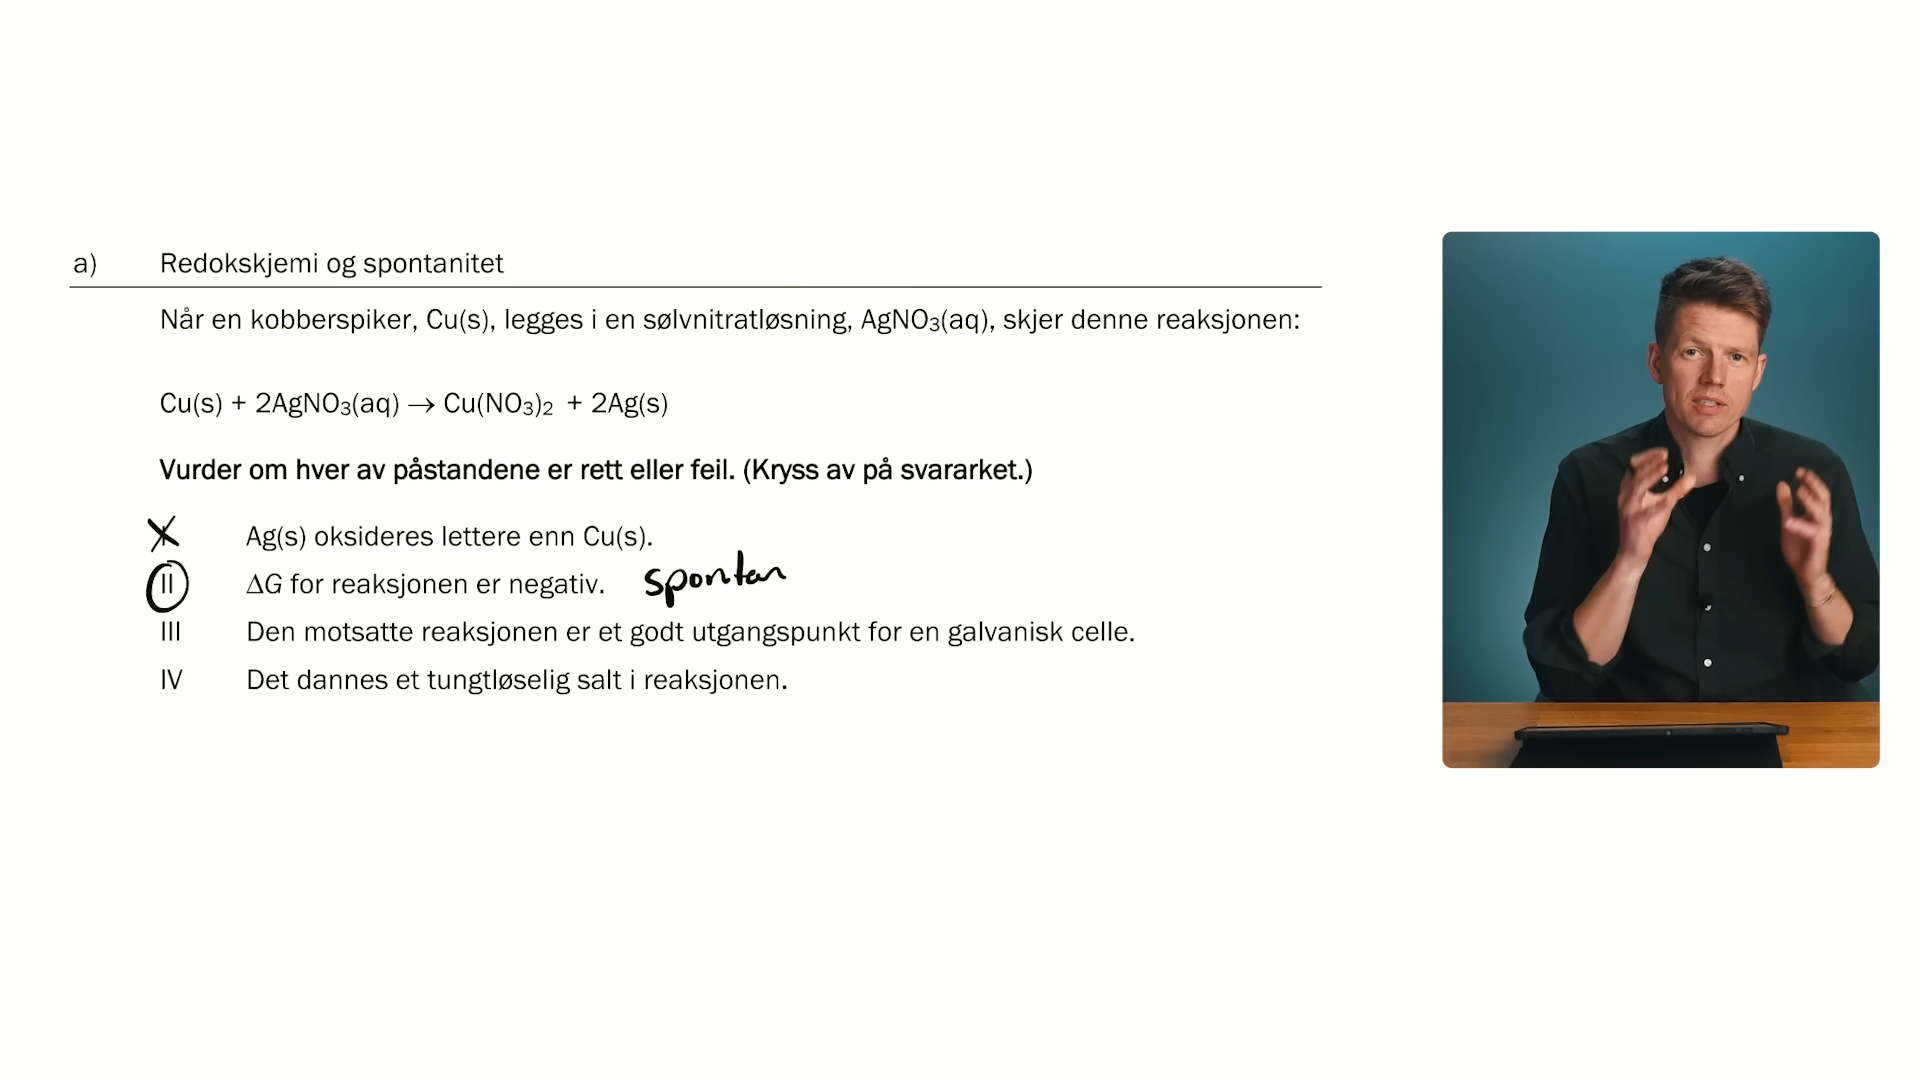 a) Redokskjemi og spontanitet
Når en kobberspiker, Cu(s), legges i en sølvnitratløsning, AgNO₃(aq), skjer denne reaksjonen:
Cu(s) + 2AgNO₃(aq) → Cu(NO₃)₂ + 2Ag(s)
Vurder om hver av påstandene er rett eller feil. (Kryss av på svararket.)
I Ag(s) oksideres lettere enn Cu(s).
II ΔG for reaksjonen er negativ. spontan
III Den motsatte reaksjonen er et godt utgangspunkt for en galvanisk celle.
IV Det dannes et tungtløselig salt i reaksjonen.